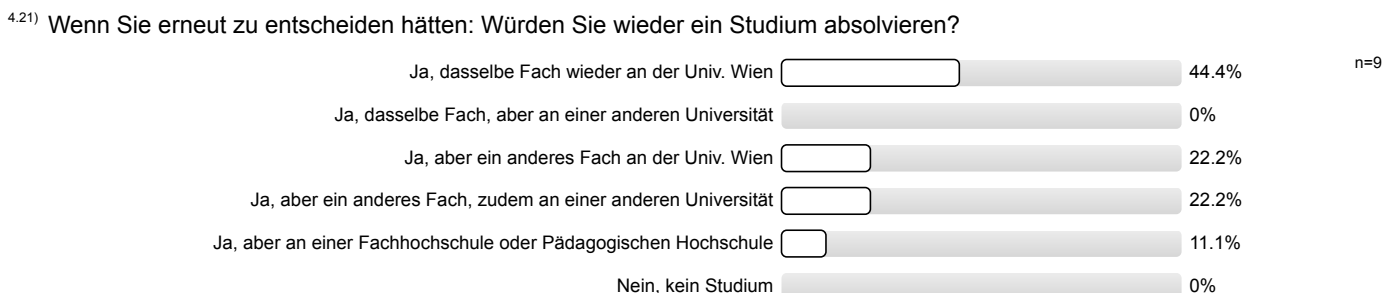 4.21) Wenn Sie erneut zu entscheiden hätten: Würden Sie wieder ein Studium absolvieren?
Ja, dasselbe Fach wieder an der Univ. Wien 44.4% n=9
Ja, dasselbe Fach, aber an einer anderen Universität 0%
Ja, aber ein anderes Fach an der Univ. Wien 22.2%
Ja, aber ein anderes Fach, zudem an einer anderen Universität 22.2%
Ja, aber an einer Fachhochschule oder Pädagogischen Hochschule 11.1%
Nein, kein Studium 0%